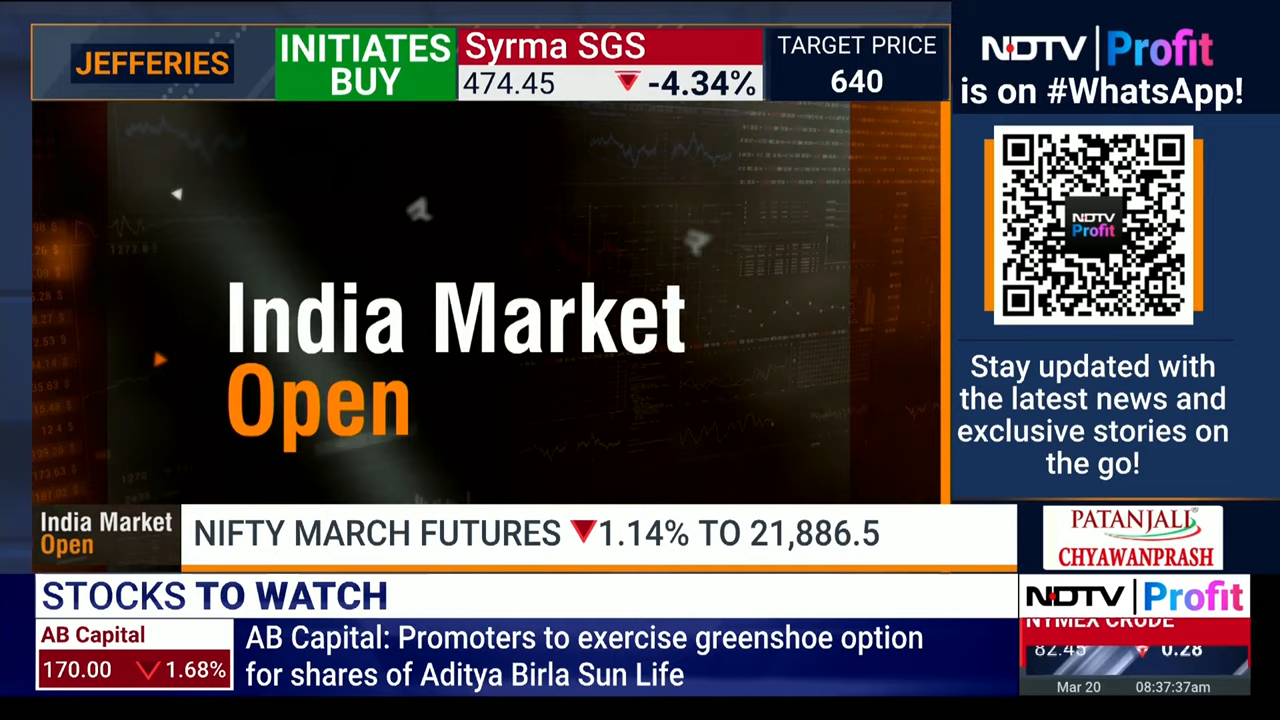 JEFFERIES
INITIATES
BUY
Syrma SGS
474.45 ▼ -4.34%
TARGET PRICE
640
NDTV | Profit
is on #WhatsApp!
NDTV
Profit
Stay updated with
the latest news and
exclusive stories on
the go!
India Market
Open
India Market
Open
NIFTY MARCH FUTURES ▼1.14% TO 21,886.5
PATANJALI
CHYAWANPRASH
STOCKS TO WATCH
NDTV | Profit
AB Capital
170.00 ▼ 1.68%
AB Capital: Promoters to exercise greenshoe option
for shares of Aditya Birla Sun Life
NYMEX CRUDE
82.45 ▼ 0.28
Mar 20 08:37:37am